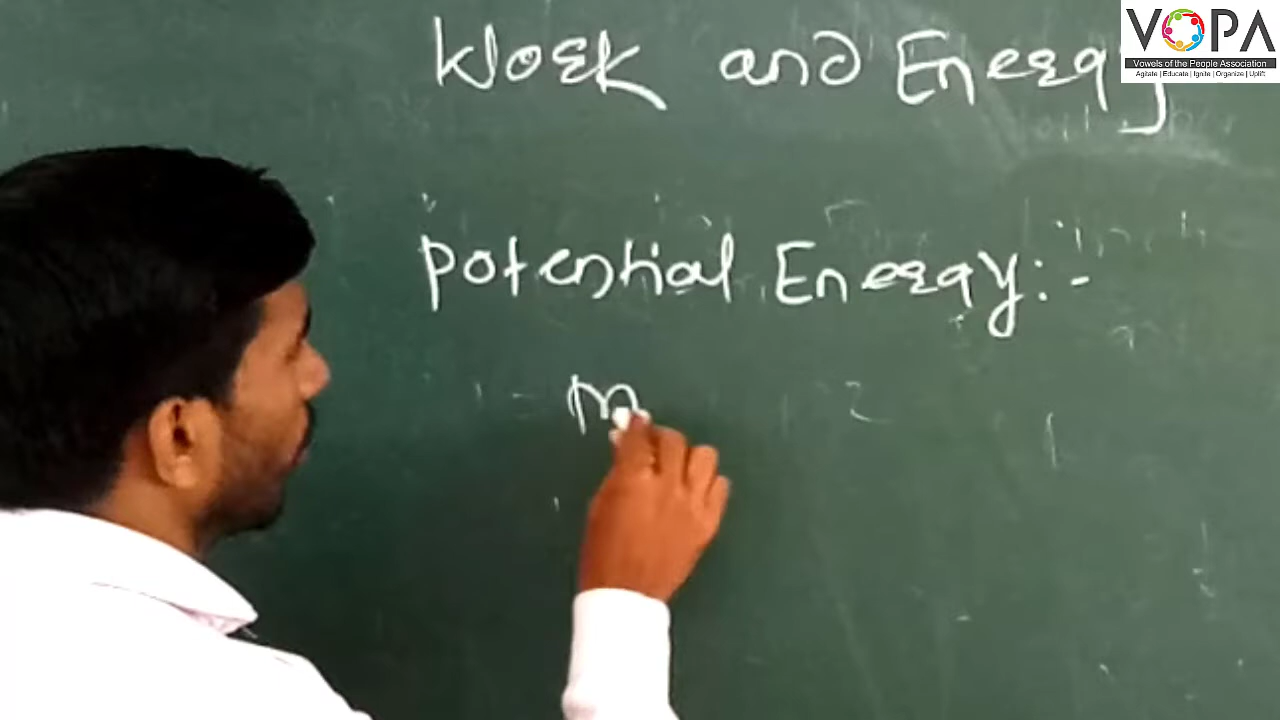 VOPA
Vowels of the People Association
Agitate | Educate | Ignite | Organize | Uplift
Work and Energy
Potential Energy:-
m